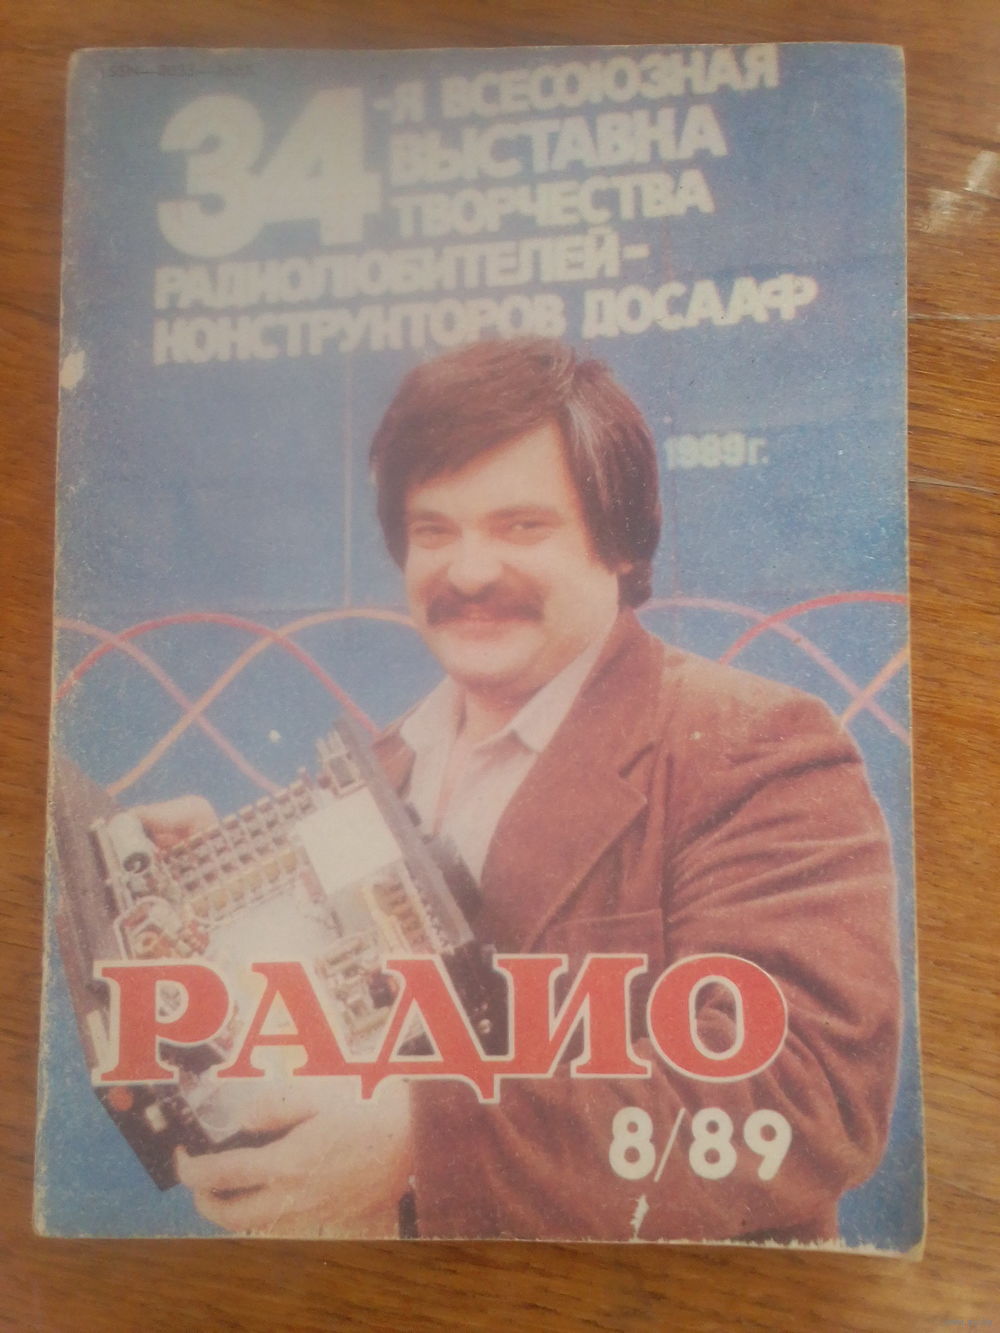 34-Я ВСЕСОЮЗНАЯ
ВЫСТАВКА
ТВОРЧЕСТВА
РАДИОЛЮБИТЕЛЕЙ-
КОНСТРУКТОРОВ ДОСААФ
1989г.
РАДИО
8/89